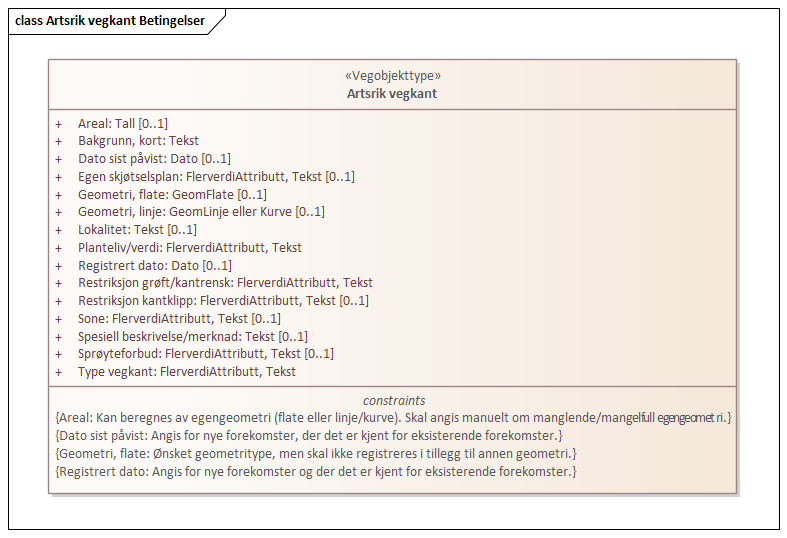 class Artsrik vegkant Betingelser
«Vegobjekttype»
Artsrik vegkant
+ Areal: Tall [0..1]
+ Bakgrunn, kort: Tekst
+ Dato sist påvist: Dato [0..1]
+ Egen skjøtselsplan: FlerverdiAttributt, Tekst [0..1]
+ Geometri, flate: GeomFlate [0..1]
+ Geometri, linje: GeomLinje eller Kurve [0..1]
+ Lokalitet: Tekst [0..1]
+ Planteliv/verdi: FlerverdiAttributt, Tekst
+ Registrert dato: Dato [0..1]
+ Restriksjon grøft/kantrensk: FlerverdiAttributt, Tekst
+ Restriksjon kantklipp: FlerverdiAttributt, Tekst [0..1]
+ Sone: FlerverdiAttributt, Tekst [0..1]
+ Spesiell beskrivelse/merknad: Tekst [0..1]
+ Sprøyteforbud: FlerverdiAttributt, Tekst [0..1]
+ Type vegkant: FlerverdiAttributt, Tekst
constraints
{Areal: Kan beregnes av egengeometri (flate eller linje/kurve). Skal angis manuelt om manglende/mangelfull egengeometri.}
{Dato sist påvist: Angis for nye forekomster, der det er kjent for eksisterende forekomster.}
{Geometri, flate: Ønsket geometritype, men skal ikke registreres i tillegg til annen geometri.}
{Registrert dato: Angis for nye forekomster og der det er kjent for eksisterende forekomster.}